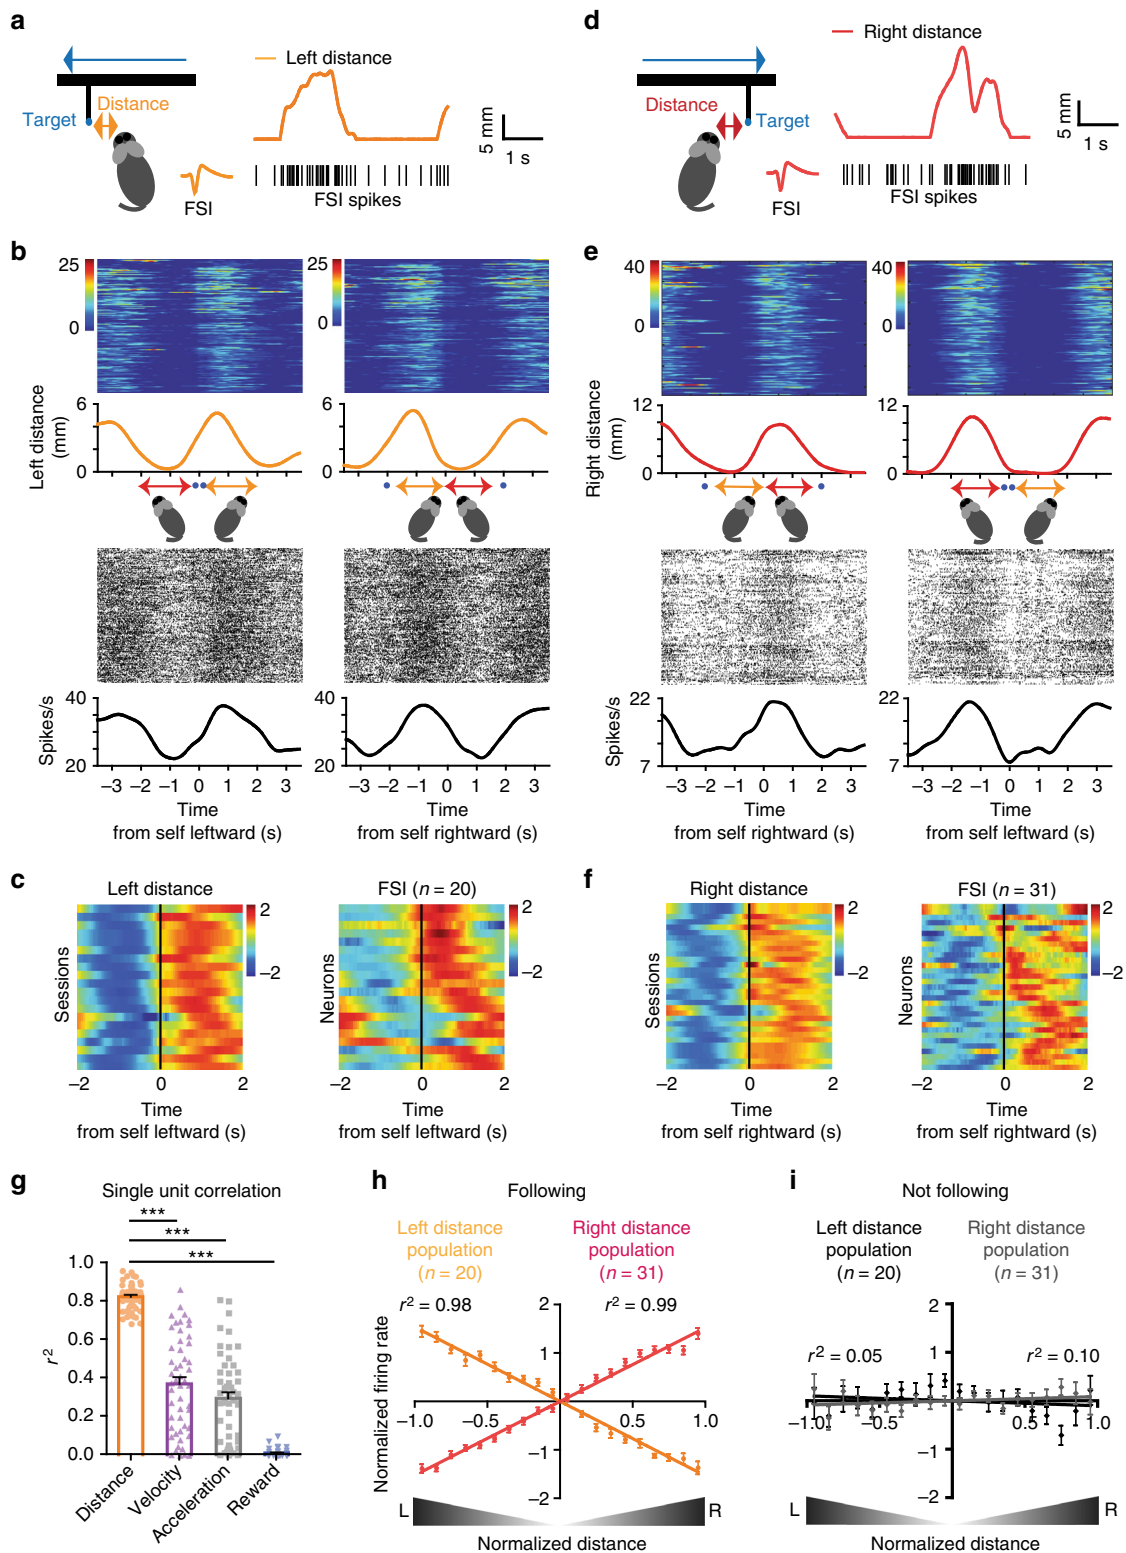 a
Left distance
Distance
Target
5 mm
1 s
FSI
FSI spikes
d
Right distance
Distance
Target
5 mm
1 s
FSI
FSI spikes
b
25
0
25
0
Left distance
(mm)
6
0
6
0
Spikes/s
40
20
40
20
–3 –2 –1 0 1 2 3
–3 –2 –1 0 1 2 3
Time
from self leftward (s)
Time
from self rightward (s)
e
40
0
40
0
Right distance
(mm)
12
0
12
0
Spikes/s
22
7
22
7
–3 –2 –1 0 1 2 3
–3 –2 –1 0 1 2 3
Time
from self rightward (s)
Time
from self leftward (s)
c
Left distance
2
–2
Sessions
–2 0 2
Time
from self leftward (s)
FSI (n = 20)
2
–2
Neurons
–2 0 2
Time
from self leftward (s)
f
Right distance
2
–2
Sessions
–2 0 2
Time
from self rightward (s)
FSI (n = 31)
2
–2
Neurons
–2 0 2
Time
from self rightward (s)
g
Single unit correlation
***
***
***
r2
1.0
0.8
0.6
0.4
0.2
0.0
Distance
Velocity
Acceleration
Reward
h
Following
Left distance
population
(n = 20)
Right distance
population
(n = 31)
r2 = 0.98
r2 = 0.99
Normalized firing rate
2
1
–1
–2
–1.0 –0.5 0.5 1.0
L
R
Normalized distance
i
Not following
Left distance
population
(n = 20)
Right distance
population
(n = 31)
r2 = 0.05
r2 = 0.10
2
1
–1
–2
–1.0 –0.5 0.5 1.0
L
R
Normalized distance